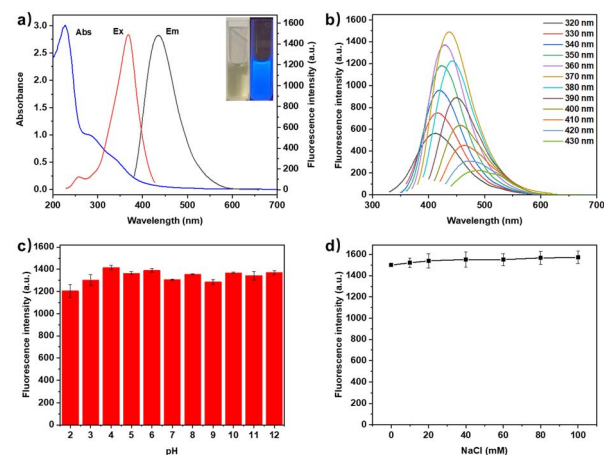 a)
Abs
Ex
Em
3.0
2.5
2.0
1.5
1.0
0.5
0.0
Absorbance
1600
1400
1200
1000
800
600
400
200
0
Fluorescence intensity (a.u.)
200 300 400 500 600 700
Wavelength (nm)
b)
1600
1400
1200
1000
800
600
400
200
0
Fluorescence intensity (a.u.)
320 nm
330 nm
340 nm
350 nm
360 nm
370 nm
380 nm
390 nm
400 nm
410 nm
420 nm
430 nm
300 400 500 600 700
Wavelength (nm)
c)
1600
1400
1200
1000
800
600
400
200
0
Fluorescence intensity (a.u.)
2 3 4 5 6 7 8 9 10 11 12
pH
d)
1600
1400
1200
1000
800
600
400
200
0
Fluorescence intensity (a.u.)
0 20 40 60 80 100
NaCl (mM)